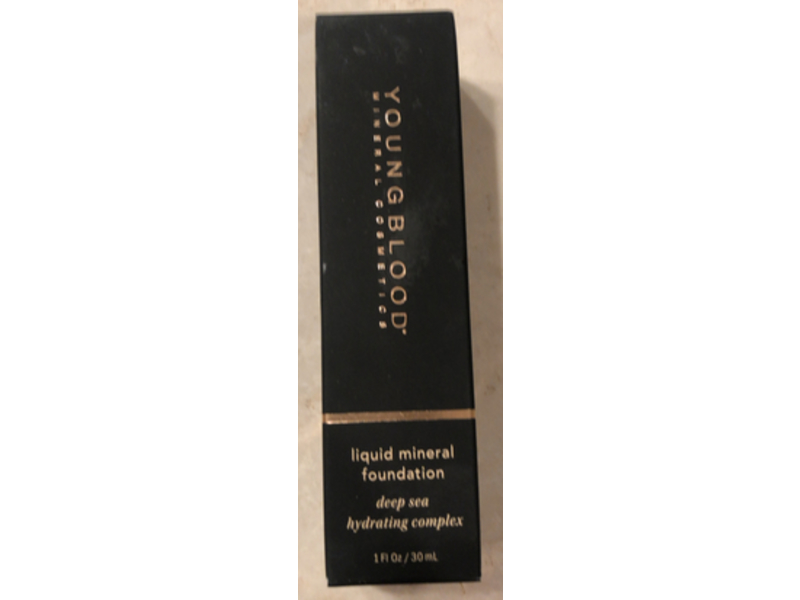 YOUNGBLOOD
MINERAL COSMETICS
liquid mineral
foundation
deep sea
hydrating complex
1 Fl Oz / 30 mL